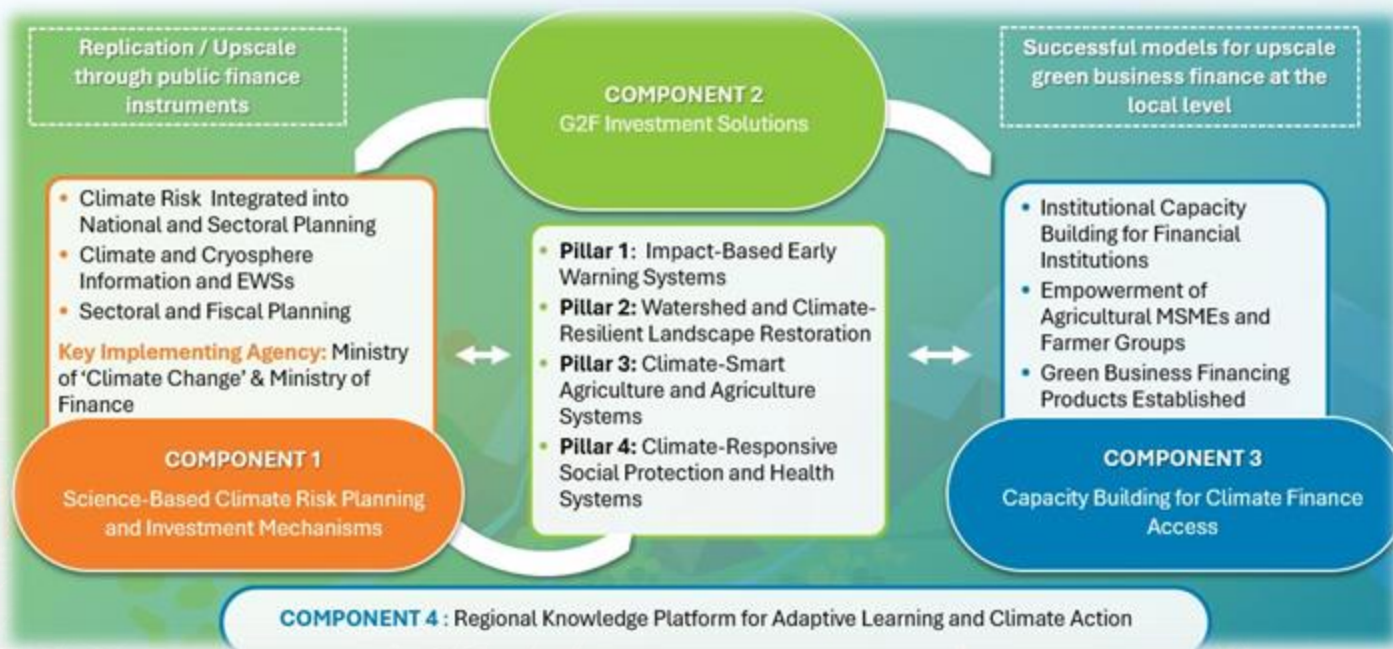 Replication / Upscale
through public finance
instruments
COMPONENT 2
G2F Investment Solutions
Successful models for upscale
green business finance at the
local level
• Climate Risk Integrated into
National and Sectoral Planning
• Climate and Cryosphere
Information and EWSs
• Sectoral and Fiscal Planning
Key Implementing Agency: Ministry
of ‘Climate Change’ & Ministry of
Finance
COMPONENT 1
Science-Based Climate Risk Planning
and Investment Mechanisms
• Pillar 1: Impact-Based Early
Warning Systems
• Pillar 2: Watershed and Climate-
Resilient Landscape Restoration
• Pillar 3: Climate-Smart
Agriculture and Agriculture
Systems
• Pillar 4: Climate-Responsive
Social Protection and Health
Systems
• Institutional Capacity
Building for Financial
Institutions
• Empowerment of
Agricultural MSMEs and
Farmer Groups
• Green Business Financing
Products Established
COMPONENT 3
Capacity Building for Climate Finance
Access
COMPONENT 4 : Regional Knowledge Platform for Adaptive Learning and Climate Action